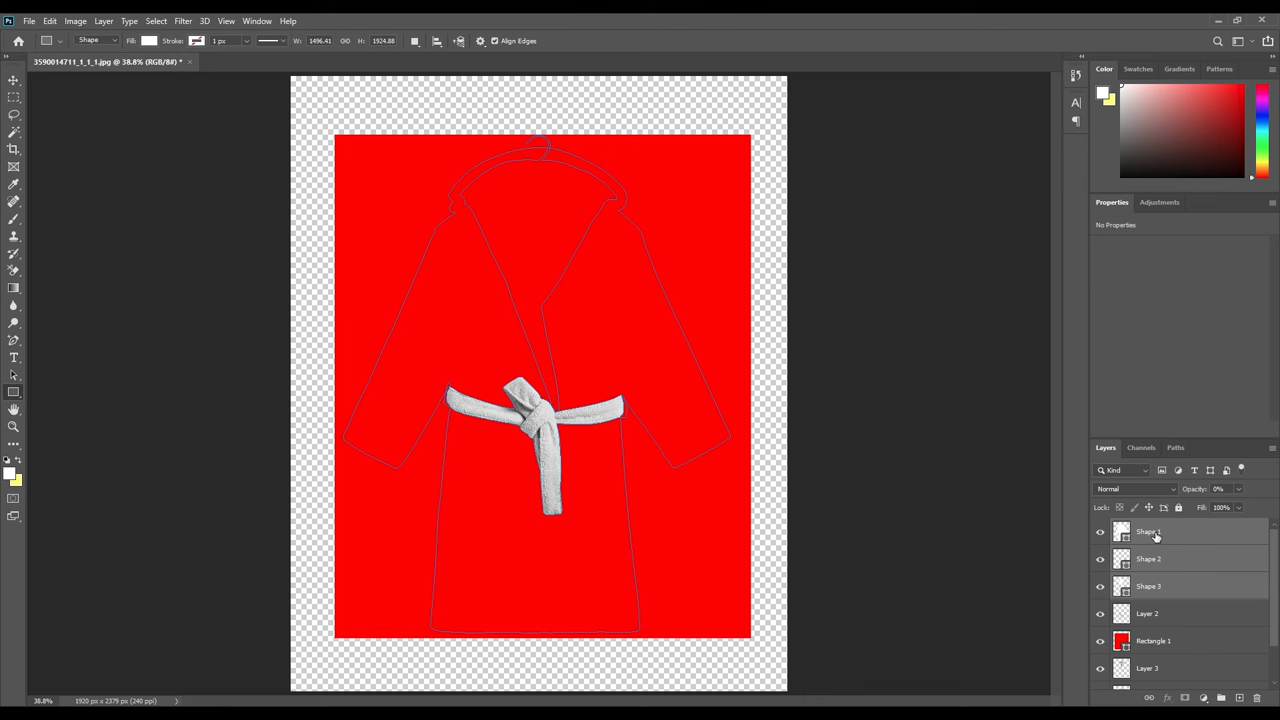 Ps File Edit Image Layer Type Select Filter 3D View Window Help
Shape Fill: Stroke: 1 px W: 1496.41 H: 1924.88 Align Edges
3590014711_1_1_1.jpg @ 38.8% (RGB/8#) *
Color Swatches Gradients Patterns
Properties Adjustments
No Properties
Layers Channels Paths
Kind
Normal Opacity: 0%
Lock: Fill: 100%
Shape 1
Shape 2
Shape 3
Layer 2
Rectangle 1
Layer 3
38.8% 1920 px x 2379 px (240 ppi)